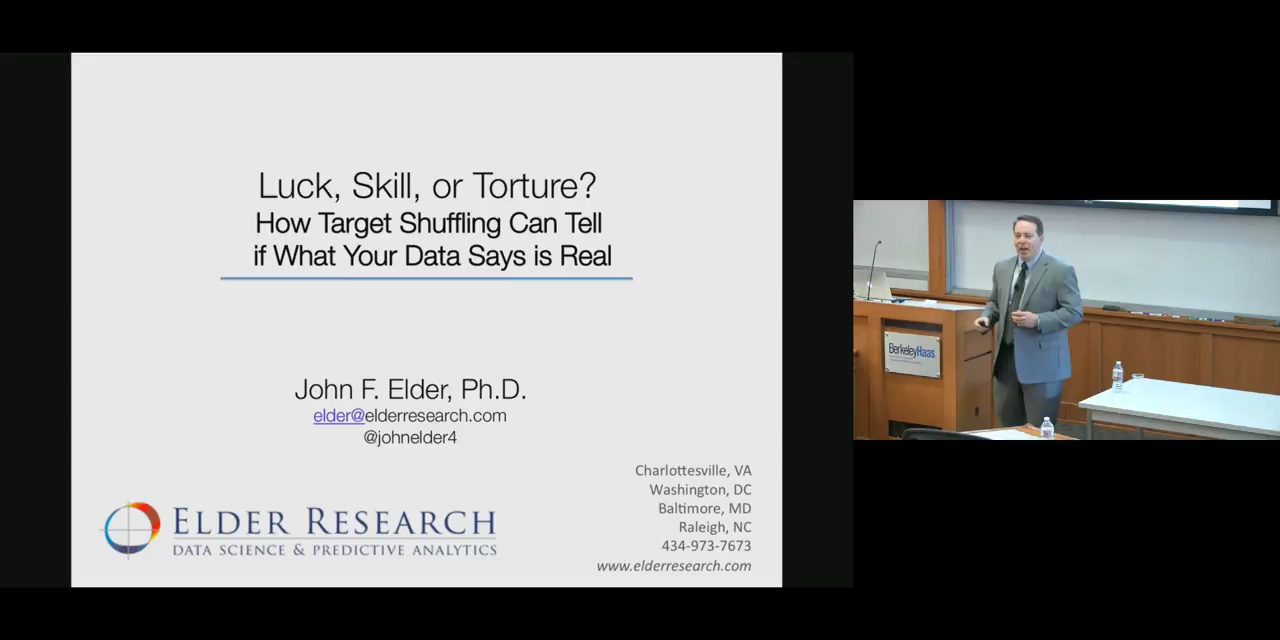 Luck, Skill, or Torture?
How Target Shuffling Can Tell
if What Your Data Says is Real
John F. Elder, Ph.D.
elder@elderresearch.com
@johnelder4
Charlottesville, VA
Washington, DC
Baltimore, MD
Raleigh, NC
434-973-7673
www.elderresearch.com
ELDER RESEARCH
DATA SCIENCE & PREDICTIVE ANALYTICS
BerkeleyHaas